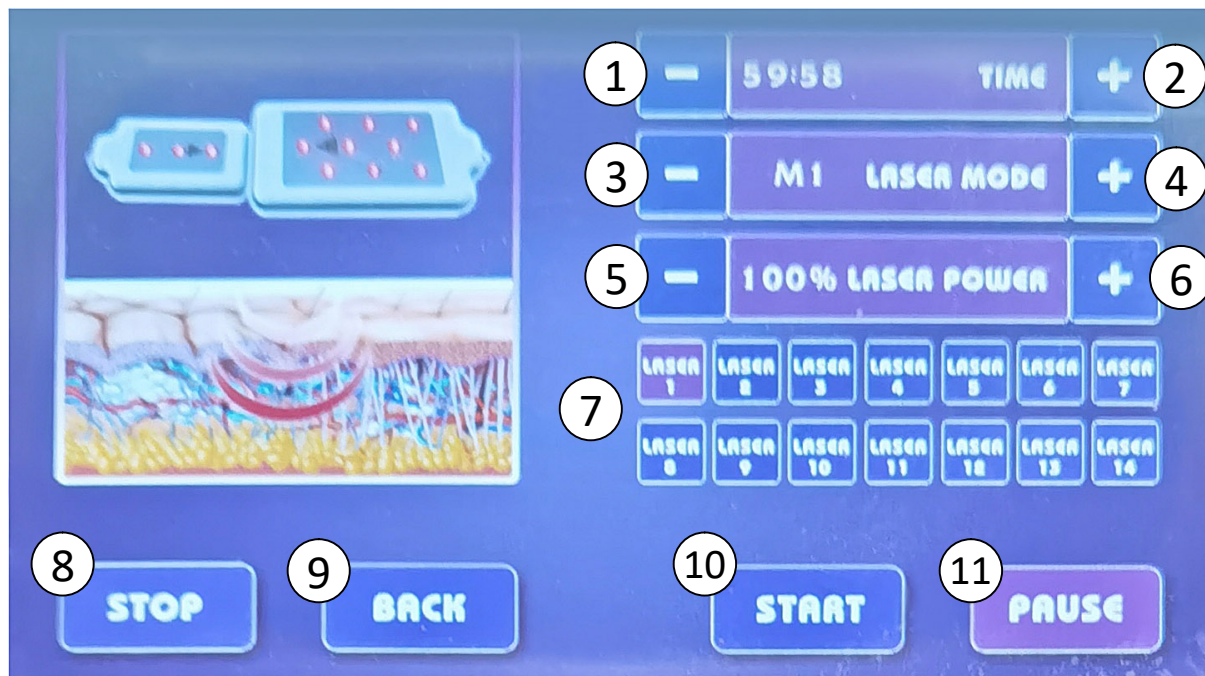 1 - 59:58 TIME + 2
3 - M1 LASER MODE + 4
5 - 100% LASER POWER + 6
7
LASER 1
LASER 2
LASER 3
LASER 4
LASER 5
LASER 6
LASER 7
LASER 8
LASER 9
LASER 10
LASER 11
LASER 12
LASER 13
LASER 14
8 STOP
9 BACK
10 START
11 PAUSE